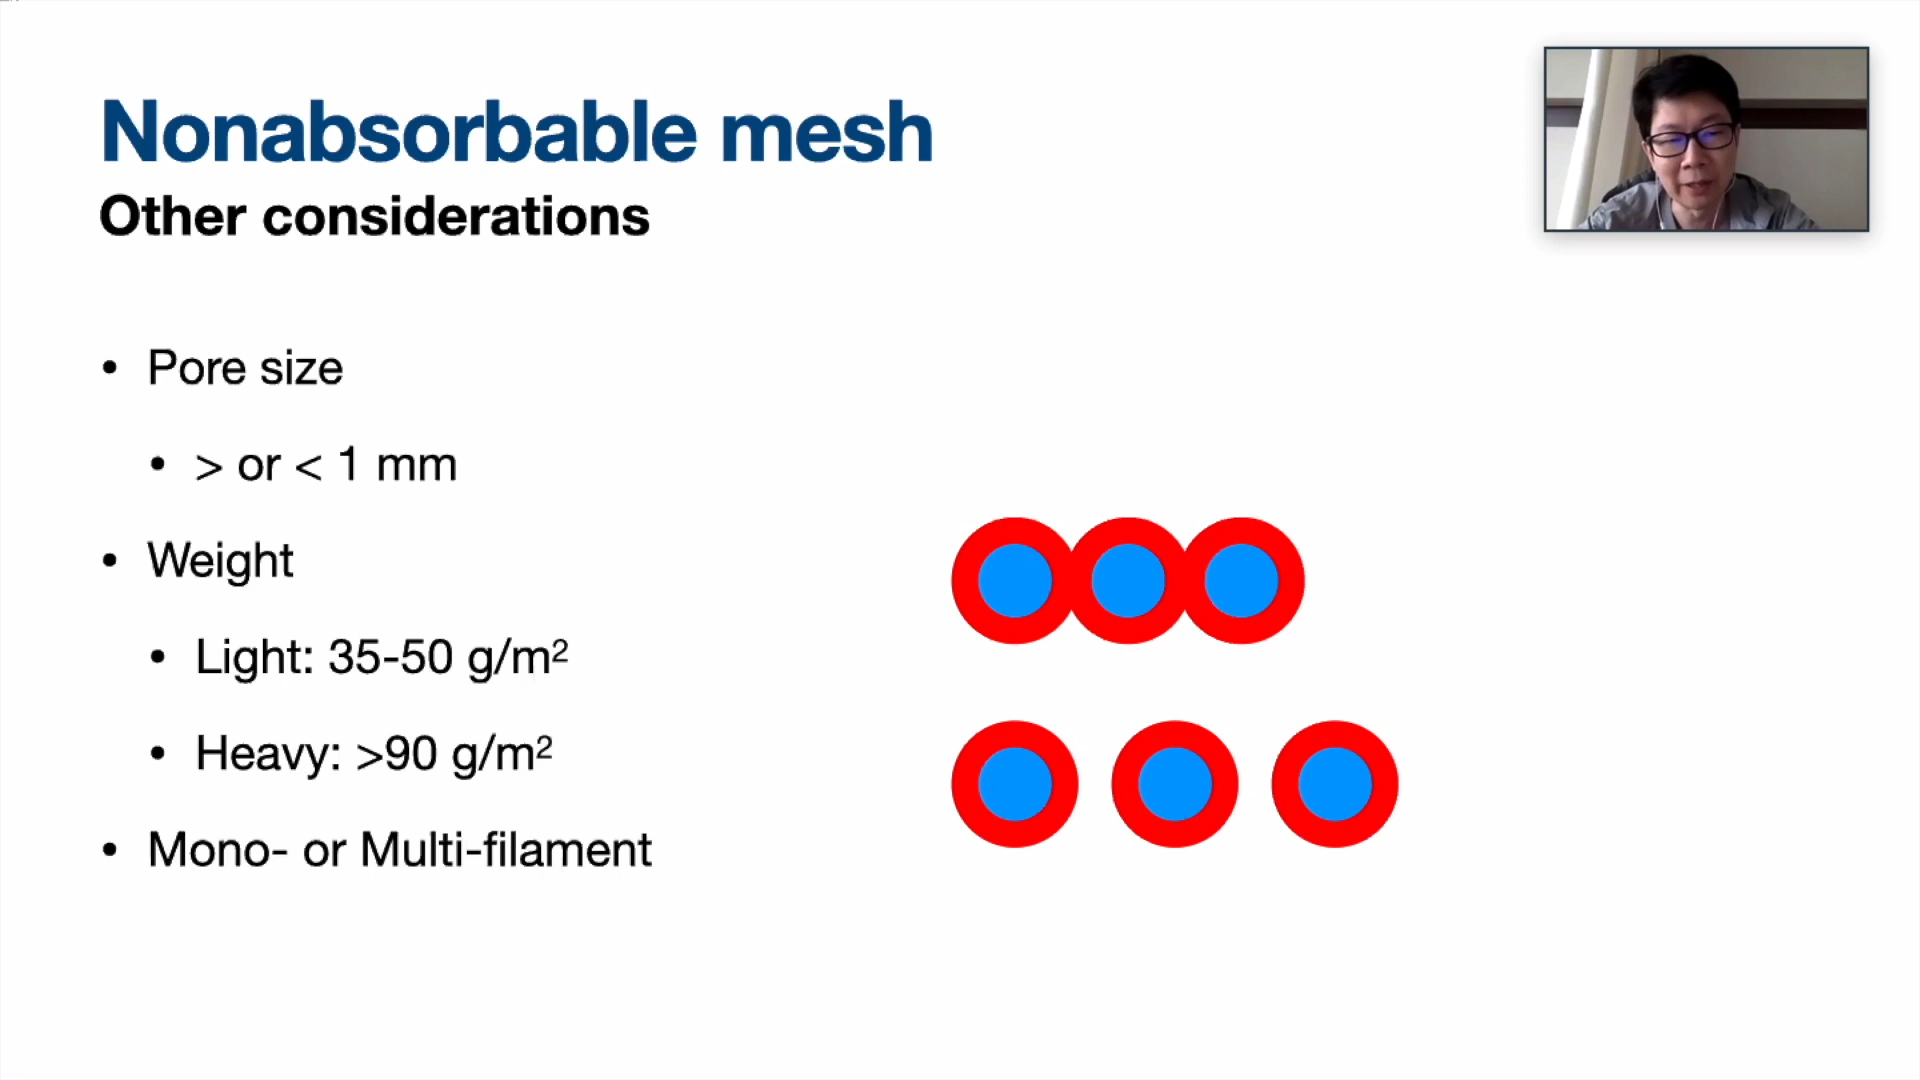 Nonabsorbable mesh
Other considerations
• Pore size
• > or < 1 mm
• Weight
• Light: 35-50 g/m²
• Heavy: >90 g/m²
• Mono- or Multi-filament